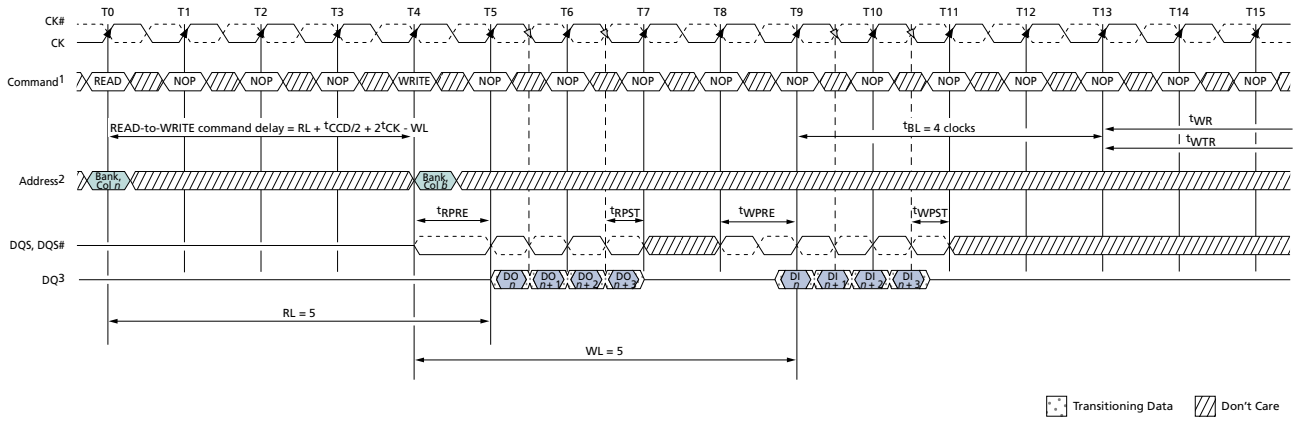 T0 T1 T2 T3 T4 T5 T6 T7 T8 T9 T10 T11 T12 T13 T14 T15
CK#
CK
Command1 READ NOP NOP NOP WRITE NOP NOP NOP NOP NOP NOP NOP NOP NOP NOP NOP
READ-to-WRITE command delay = RL + tCCD/2 + 2tCK - WL
tBL = 4 clocks
tWR
tWTR
Address2 Bank, Col n Bank, Col b
tRPRE tRPST tWPRE tWPST
DQS, DQS#
DQ3 DO n DO n + 1 DO n + 2 DO n + 3 DI n DI n + 1 DI n + 2 DI n + 3
RL = 5
WL = 5
Transitioning Data Don't Care